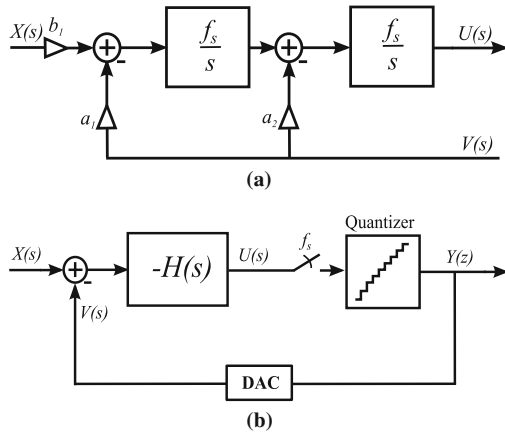 X(s) b₁ fₛ s fₛ s U(s)
a₁ a₂
V(s)
(a)
Quantizer
X(s) -H(s) U(s) fₛ Y(z)
V(s)
DAC
(b)